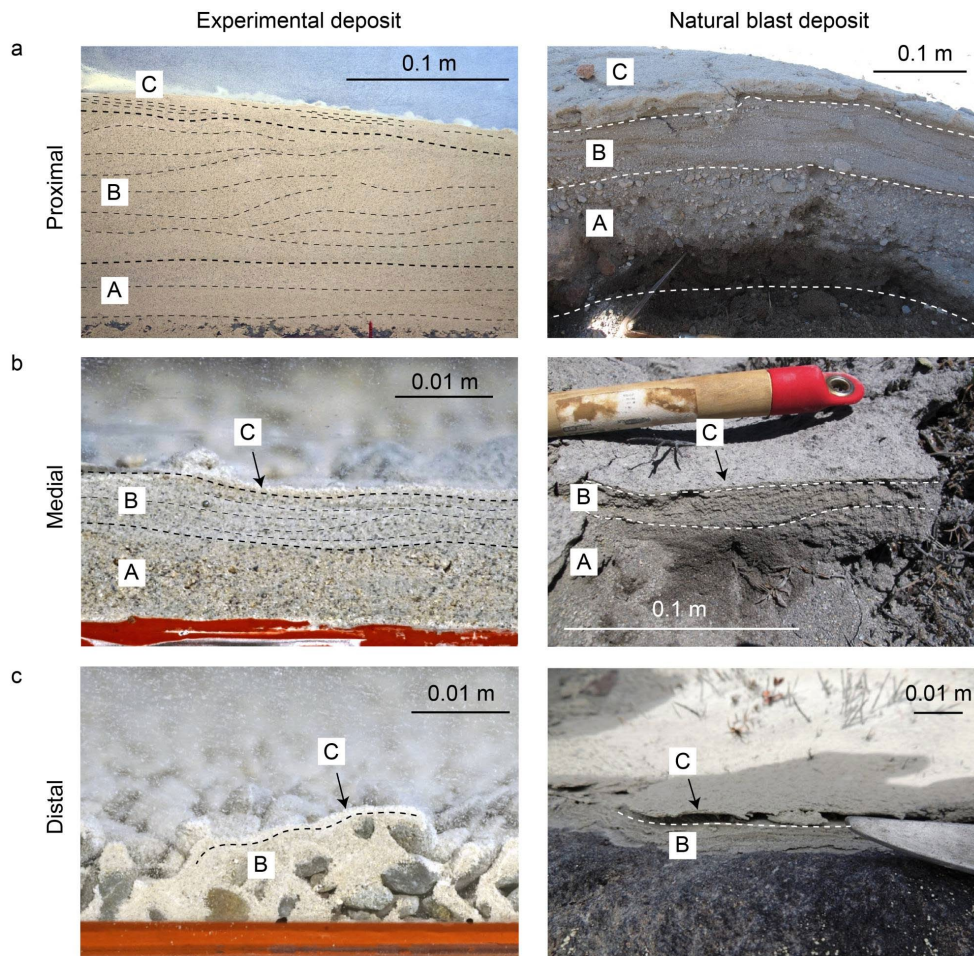 Experimental deposit
Natural blast deposit
a
Proximal
0.1 m
C
B
A
0.1 m
C
B
A
b
Medial
0.01 m
C
B
A
C
B
A
0.1 m
c
Distal
0.01 m
C
B
0.01 m
C
B